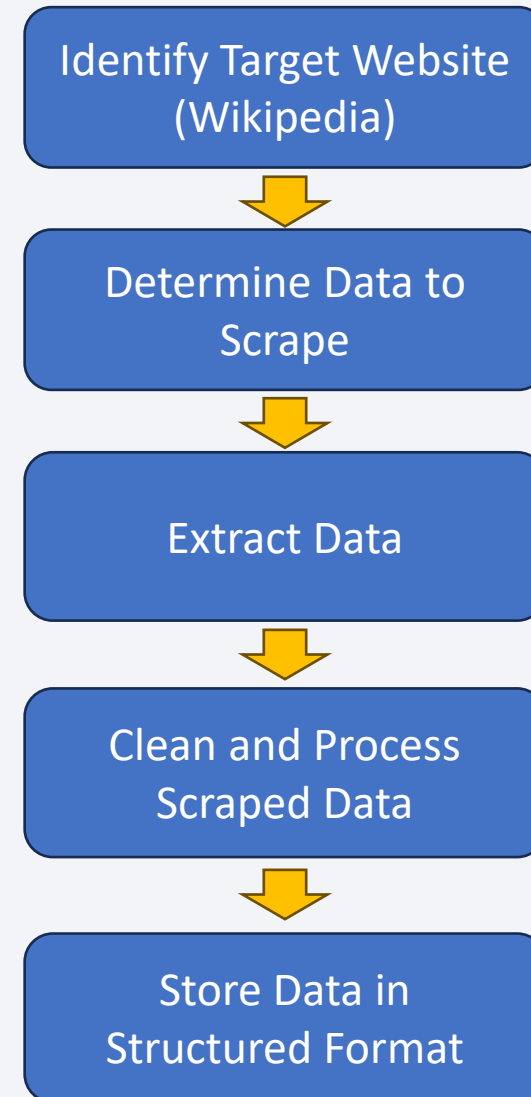 Identify Target Website
(Wikipedia)
Determine Data to
Scrape
Extract Data
Clean and Process
Scraped Data
Store Data in
Structured Format